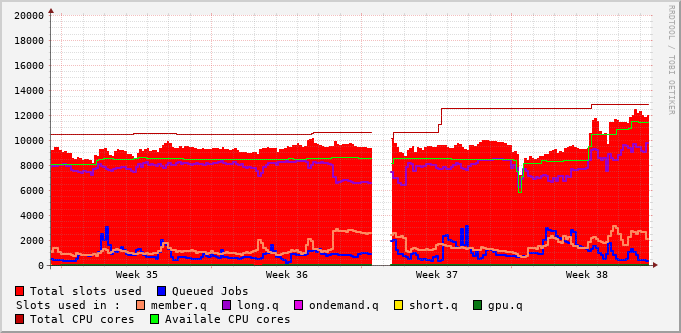 RRDTOOL / TOBI OETIKER
20000
18000
16000
14000
12000
10000
8000
6000
4000
2000
0
Week 35 Week 36 Week 37 Week 38
Total slots used Queued Jobs
Slots used in : member.q long.q ondemand.q short.q gpu.q
Total CPU cores Availale CPU cores